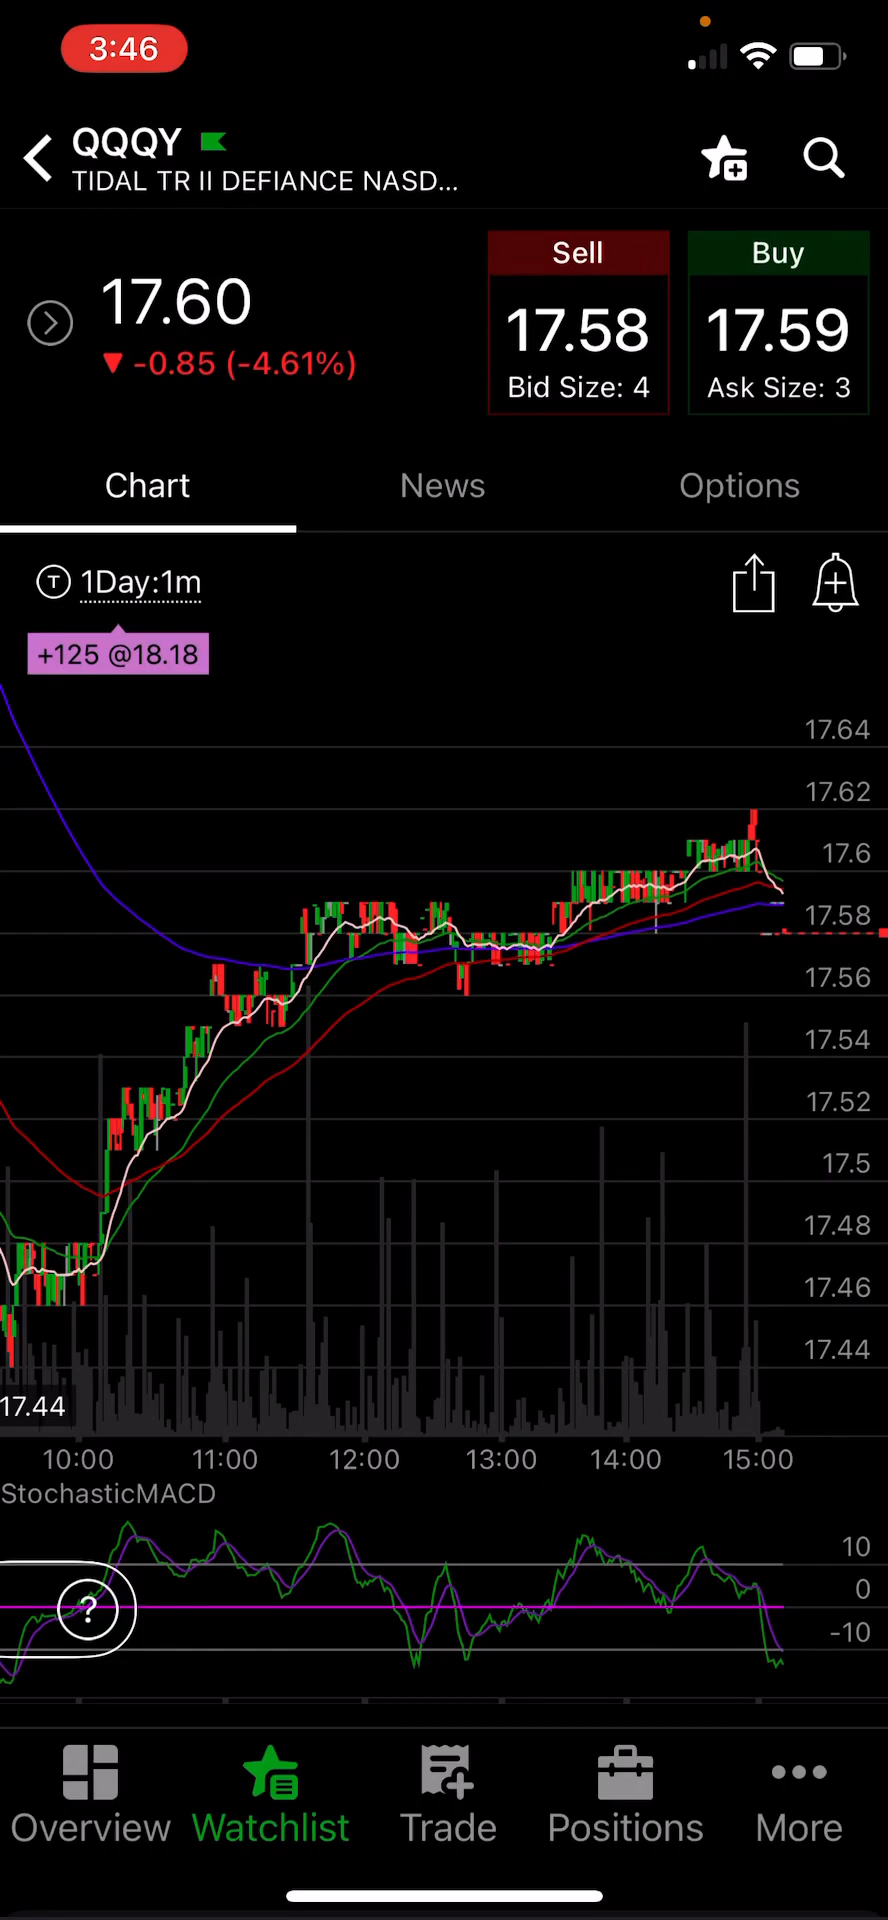 3:46
QQQY
TIDAL TR II DEFIANCE NASD...
17.60
-0.85 (-4.61%)
Sell
17.58
Bid Size: 4
Buy
17.59
Ask Size: 3
Chart
News
Options
T
1Day:1m
+125 @18.18
17.64
17.62
17.6
17.58
17.56
17.54
17.52
17.5
17.48
17.46
17.44
17.44
10:00
11:00
12:00
13:00
14:00
15:00
StochasticMACD
10
0
-10
?
Overview
Watchlist
Trade
Positions
More